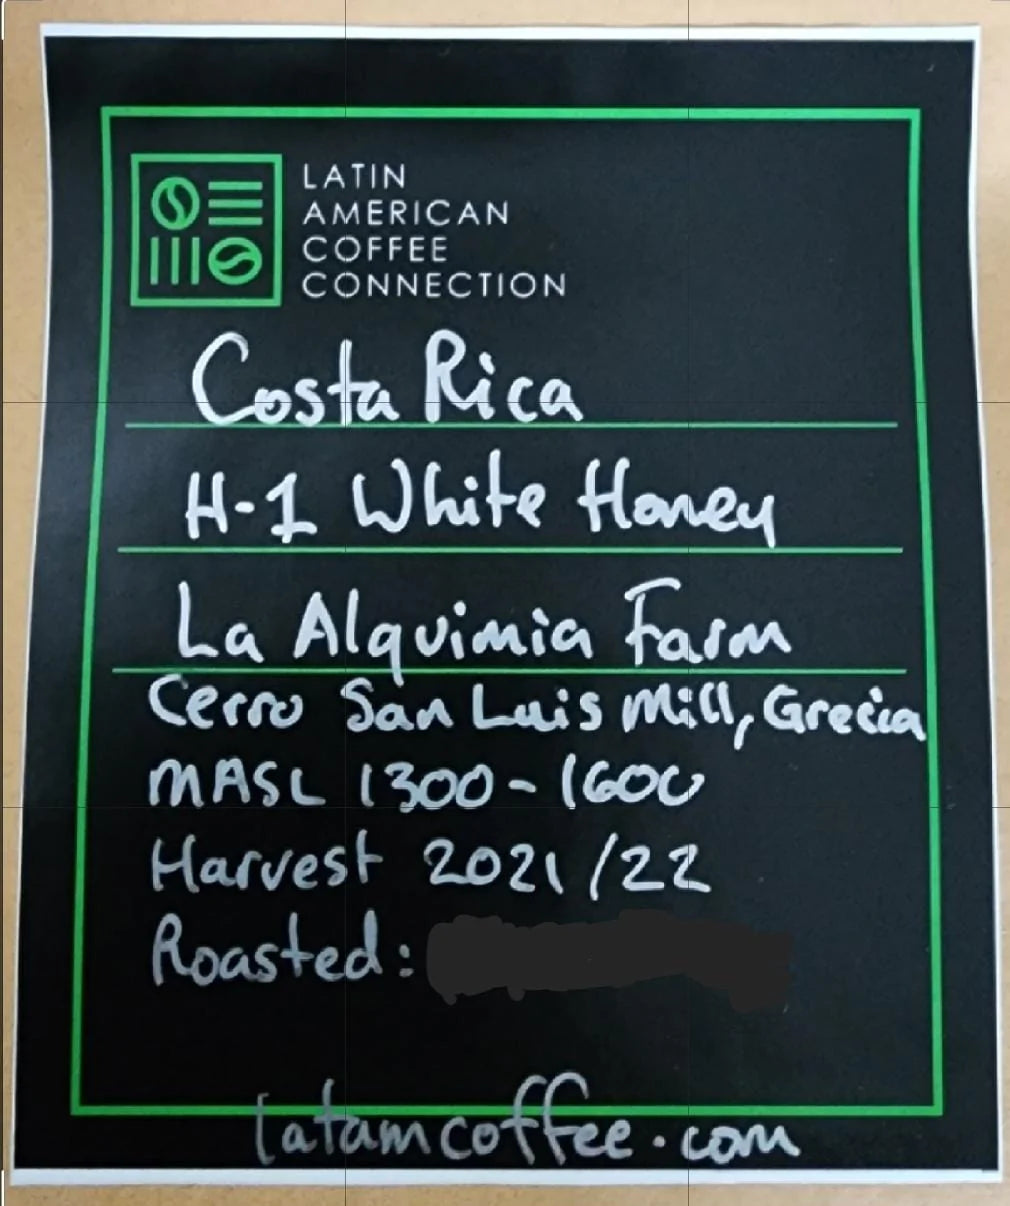 LATIN
AMERICAN
COFFEE
CONNECTION
Costa Rica
H-1 White Honey
La Alquimia Farm
Cerro San Luis Mill, Grecia
MASL 1300-1600
Harvest 2021/22
Roasted:
latamcoffee.com